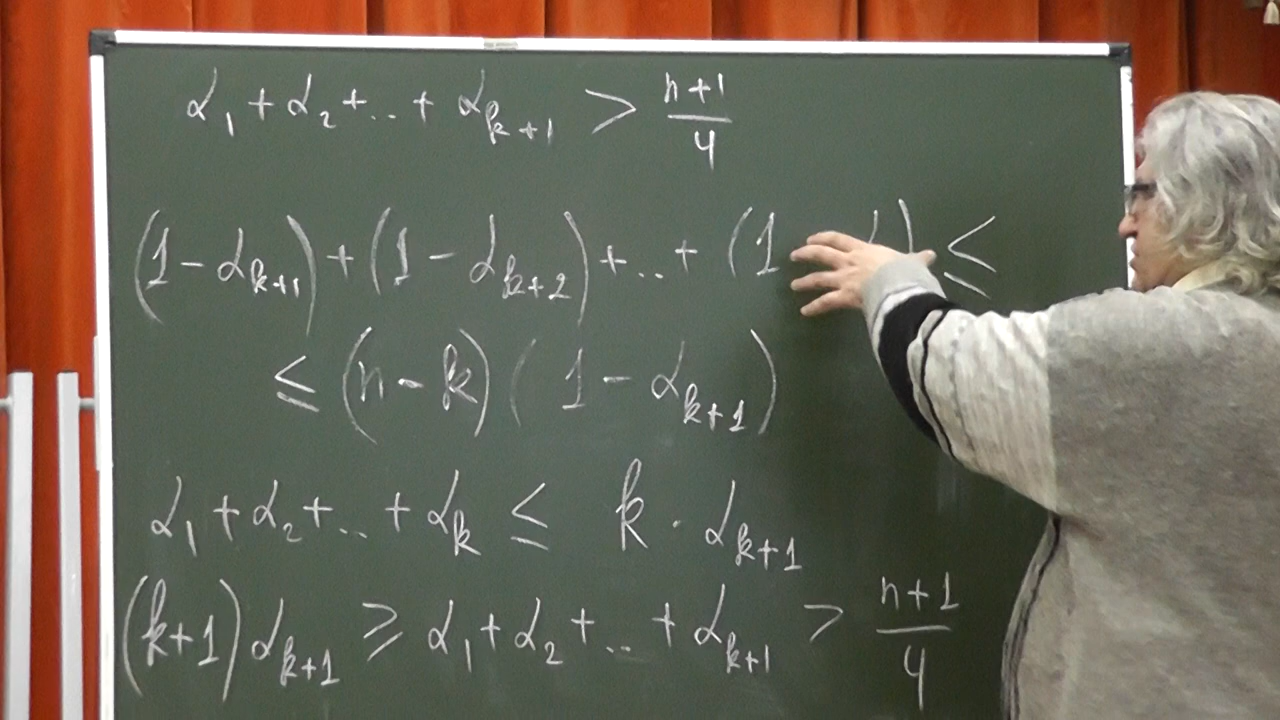 α₁ + α₂ + .. + α_{k+1} > (n+1)/4
(1 - α_{k+1}) + (1 - α_{k+2}) + .. + (1 ) ≤
≤ (n - k) (1 - α_{k+1})
α₁ + α₂ + .. + α_k ≤ k · α_{k+1}
(k+1) α_{k+1} ≥ α₁ + α₂ + .. + α_{k+1} > (n+1)/4